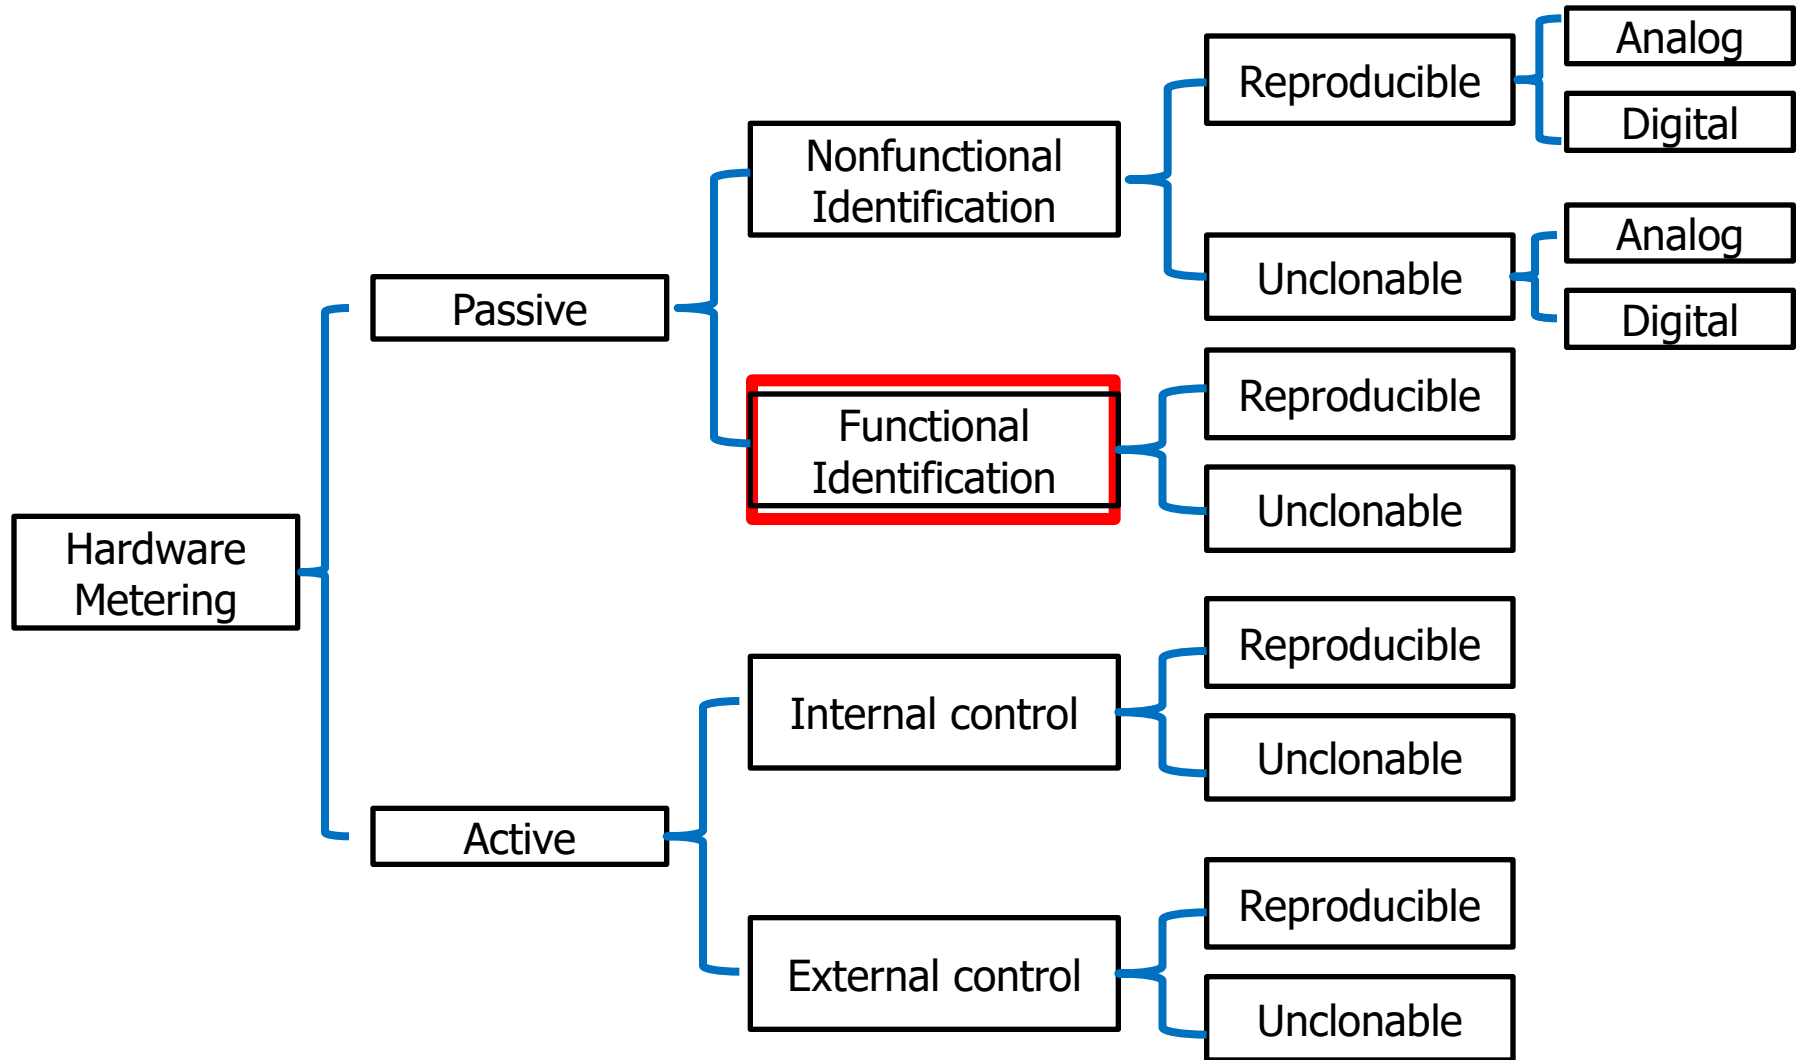 Hardware
Metering
Passive
Nonfunctional
Identification
Reproducible
Analog
Digital
Unclonable
Analog
Digital
Functional
Identification
Reproducible
Unclonable
Active
Internal control
Reproducible
Unclonable
External control
Reproducible
Unclonable